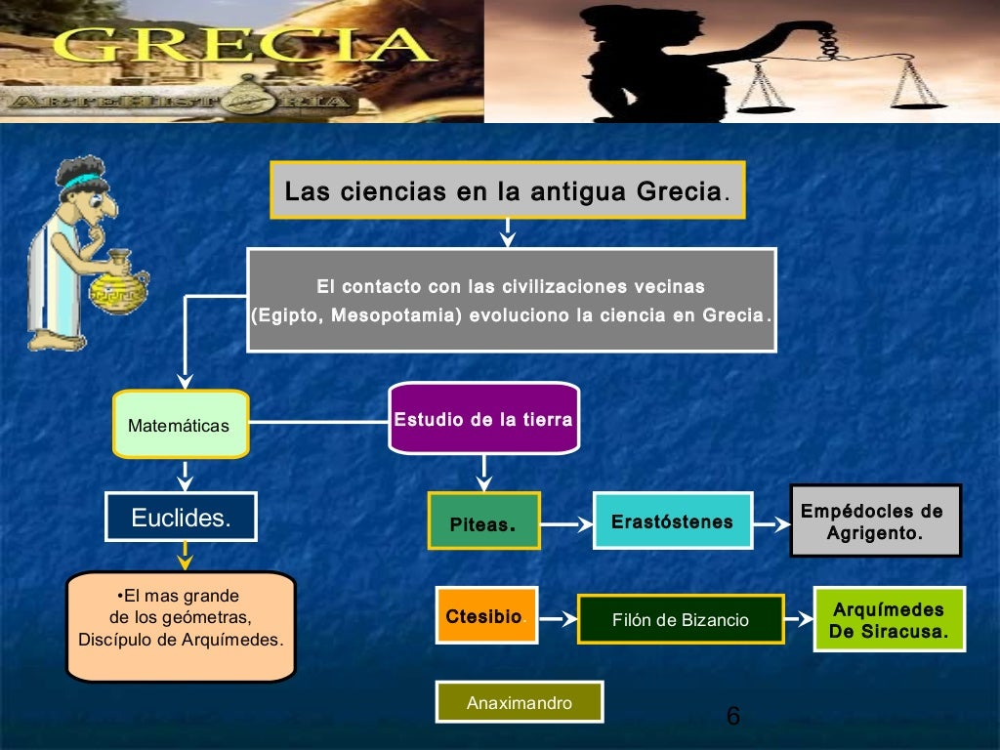 GRECIA
ARTEHISTORIA
Las ciencias en la antigua Grecia.
El contacto con las civilizaciones vecinas
(Egipto, Mesopotamia) evoluciono la ciencia en Grecia.
Matemáticas
Estudio de la tierra
Euclides.
Piteas.
Erastóstenes
Empédocles de
Agrigento.
•El mas grande
de los geómetras,
Discípulo de Arquímedes.
Ctesibio.
Filón de Bizancio
Arquímedes
De Siracusa.
Anaximandro
6